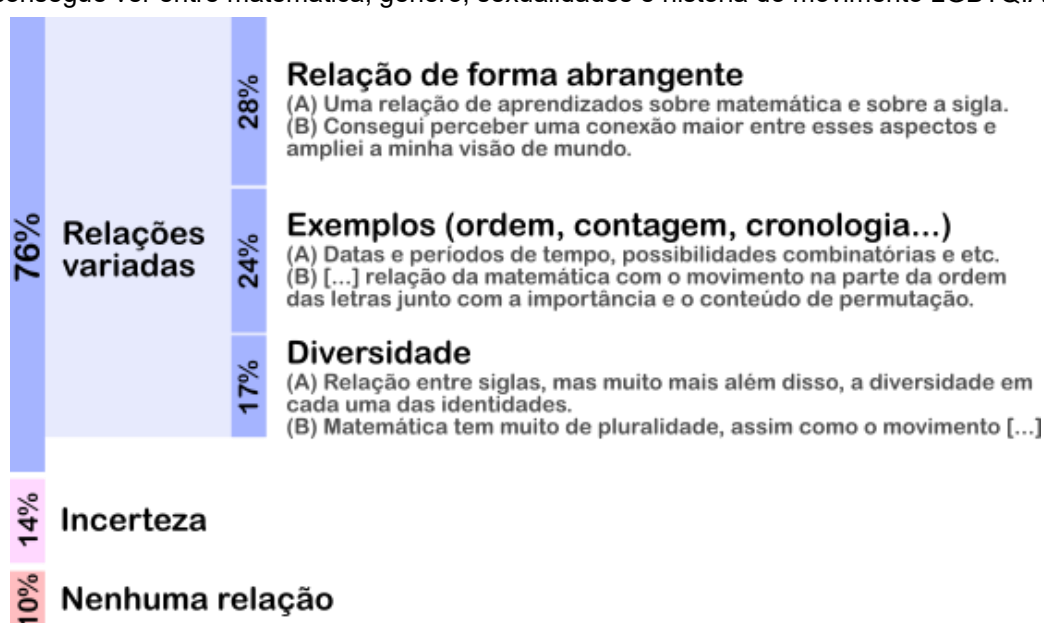 consegue ver entre matemática, gênero, sexualidades e história do movimento LGBTQIA
28%
Relação de forma abrangente
(A) Uma relação de aprendizados sobre matemática e sobre a sigla.
(B) Consegui perceber uma conexão maior entre esses aspectos e
ampliei a minha visão de mundo.
76%
Relações
variadas
24%
Exemplos (ordem, contagem, cronologia...)
(A) Datas e períodos de tempo, possibilidades combinatórias e etc.
(B) [...] relação da matemática com o movimento na parte da ordem
das letras junto com a importância e o conteúdo de permutação.
17%
Diversidade
(A) Relação entre siglas, mas muito mais além disso, a diversidade em
cada uma das identidades.
(B) Matemática tem muito de pluralidade, assim como o movimento [...]
14%
Incerteza
10%
Nenhuma relação